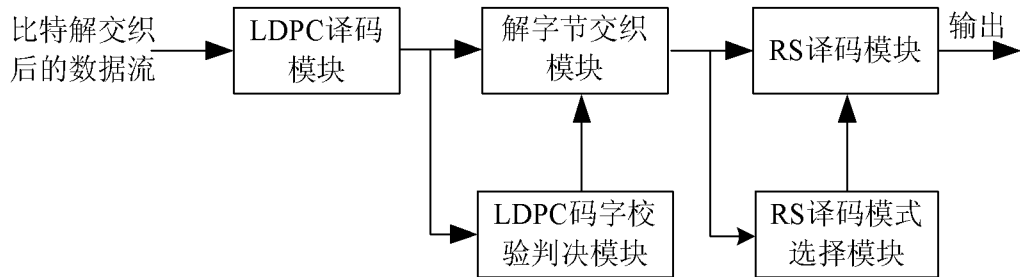 比特解交织
后的数据流
LDPC译码
模块
解字节交织
模块
RS译码模块
输出
LDPC码字校
验判决模块
RS译码模式
选择模块